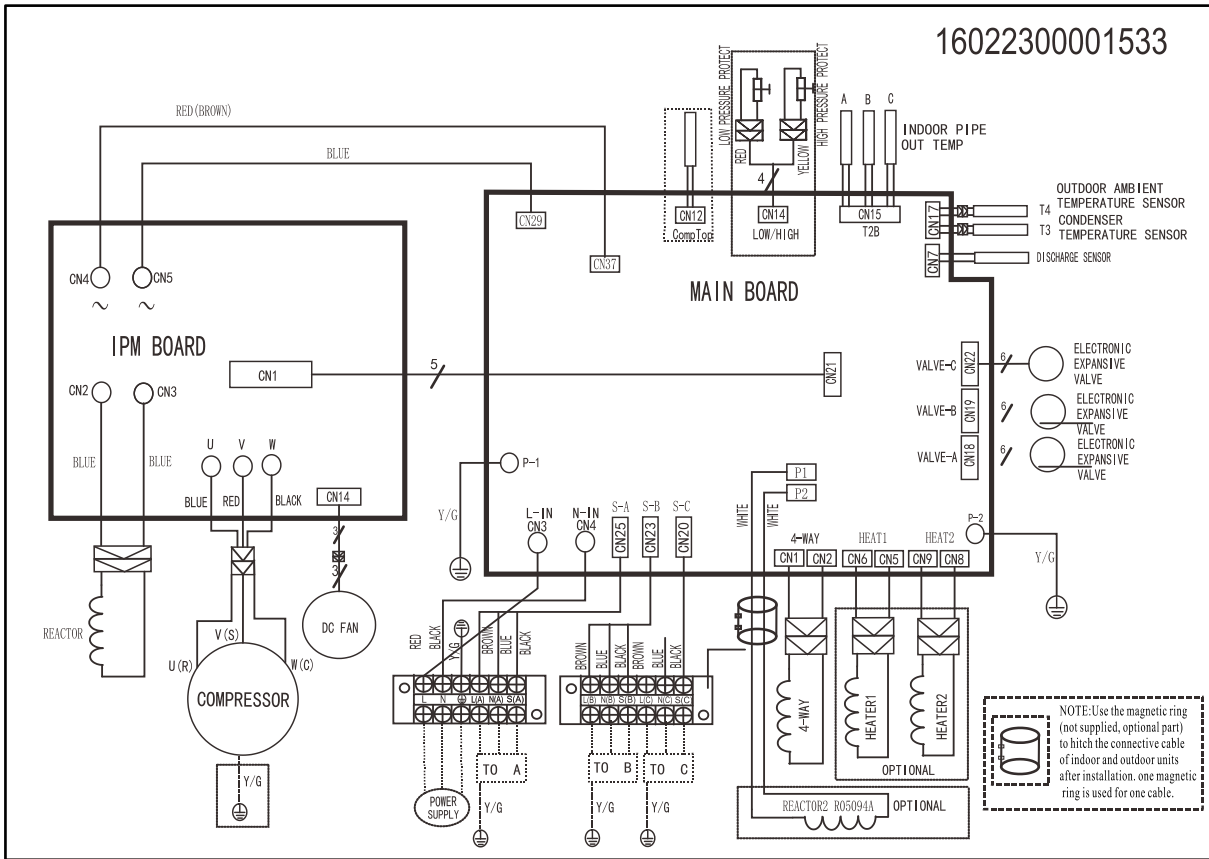 16022300001533
RED(BROWN)
BLUE
LOW PRESSURE PROTECT
HIGH PRESSURE PROTECT
RED
YELLOW
4
A B C
INDOOR PIPE
OUT TEMP
CN12
CompTop
CN14
LOW/HIGH
CN15
T2B
CN17
T4
OUTDOOR AMBIENT
TEMPERATURE SENSOR
T3
CONDENSER
TEMPERATURE SENSOR
CN7
DISCHARGE SENSOR
CN29
CN37
MAIN BOARD
CN4
CN5
~ ~
IPM BOARD
CN1
5
CN21
CN2
CN3
BLUE
BLUE
U V W
BLUE
RED
BLACK
CN14
3
3
DC FAN
REACTOR
V(S)
U(R)
W(C)
COMPRESSOR
Y/G
VALVE-C
CN22
6
ELECTRONIC
EXPANSIVE
VALVE
VALVE-B
CN19
6
ELECTRONIC
EXPANSIVE
VALVE
VALVE-A
CN18
6
ELECTRONIC
EXPANSIVE
VALVE
P-1
Y/G
L-IN
CN3
N-IN
CN4
S-A
CN25
S-B
CN23
S-C
CN20
P1
P2
WHITE
WHITE
4-WAY
CN1 CN2
HEAT1
CN6 CN5
HEAT2
CN9 CN8
P-2
Y/G
RED
BLACK
Y/G
BROWN
BLUE
BLACK
L N L(A) N(A) S(A)
BROWN
BLUE
BLACK
BROWN
BLUE
BLACK
L(B) N(B) S(B) L(C) N(C) S(C)
POWER
SUPPLY
TO A
Y/G
TO B
Y/G
TO C
Y/G
4-WAY
HEATER1
HEATER2
OPTIONAL
REACTOR2 R05094A
OPTIONAL
NOTE:Use the magnetic ring
(not supplied, optional part)
to hitch the connective cable
of indoor and outdoor units
after installation. one magnetic
ring is used for one cable.